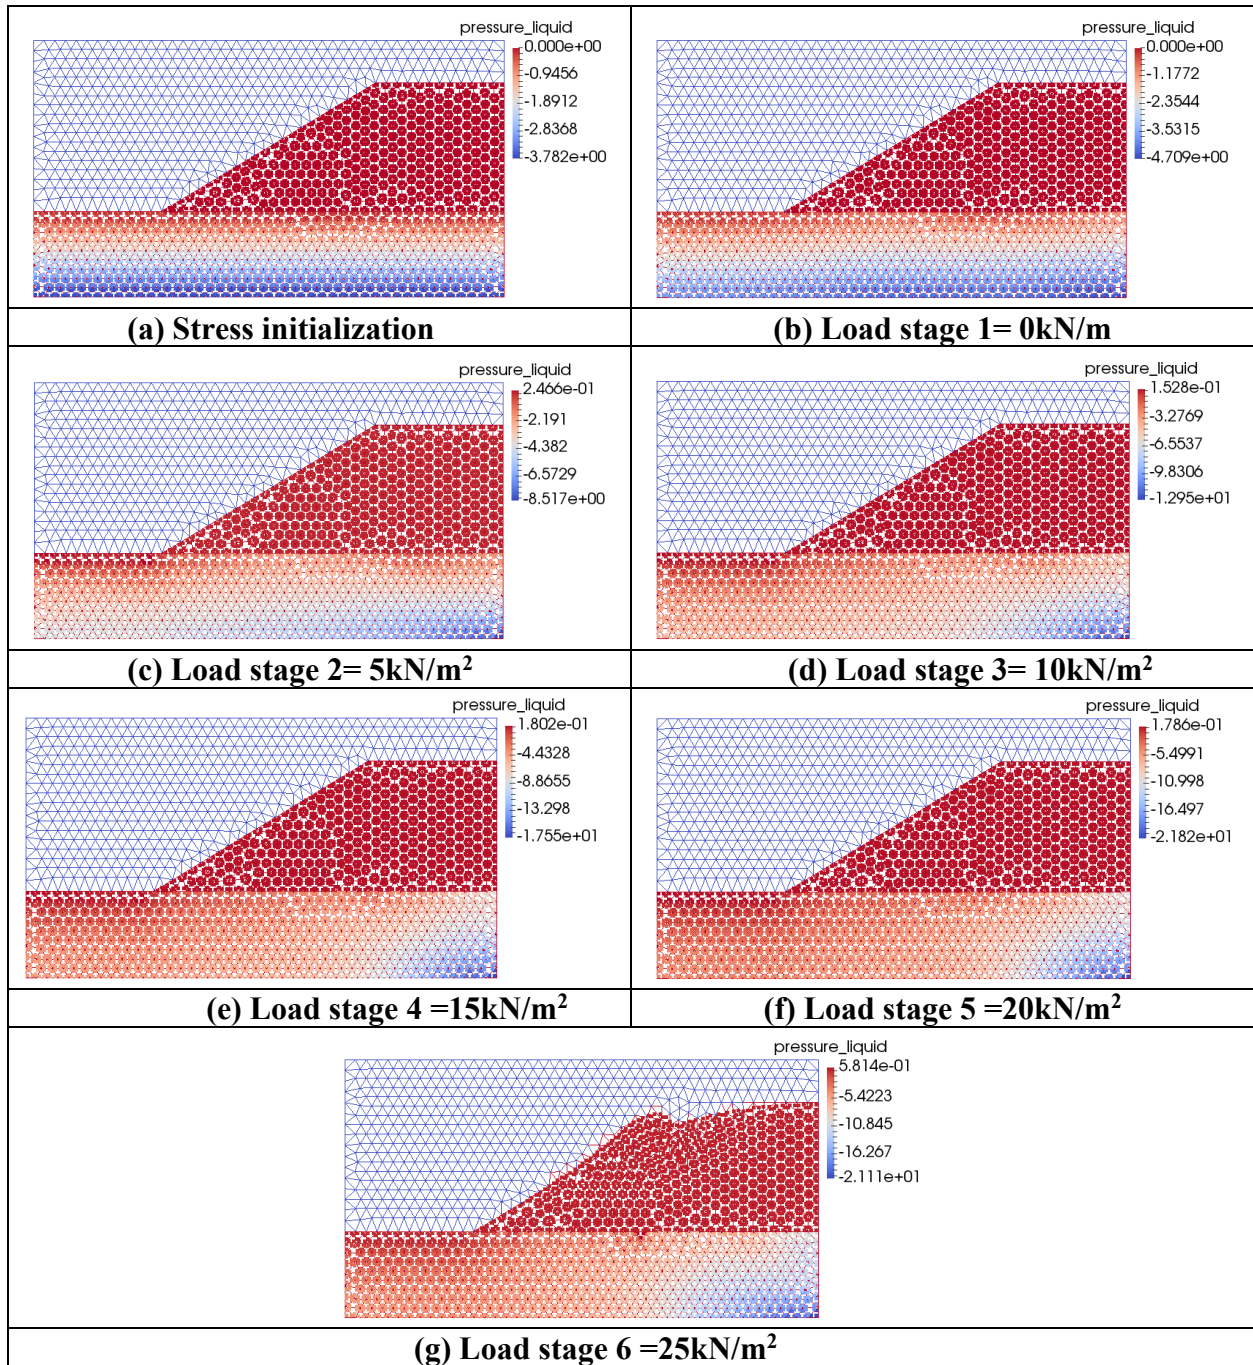 pressure_liquid
0.000e+00
-0.9456
-1.8912
-2.8368
-3.782e+00
(a) Stress initialization
pressure_liquid
0.000e+00
-1.1772
-2.3544
-3.5315
-4.709e+00
(b) Load stage 1= 0kN/m
pressure_liquid
2.466e-01
-2.191
-4.382
-6.5729
-8.517e+00
(c) Load stage 2= 5kN/m²
pressure_liquid
1.528e-01
-3.2769
-6.5537
-9.8306
-1.295e+01
(d) Load stage 3= 10kN/m²
pressure_liquid
1.802e-01
-4.4328
-8.8655
-13.298
-1.755e+01
(e) Load stage 4 =15kN/m²
pressure_liquid
1.786e-01
-5.4991
-10.998
-16.497
-2.182e+01
(f) Load stage 5 =20kN/m²
pressure_liquid
5.814e-01
-5.4223
-10.845
-16.267
-2.111e+01
(g) Load stage 6 =25kN/m²